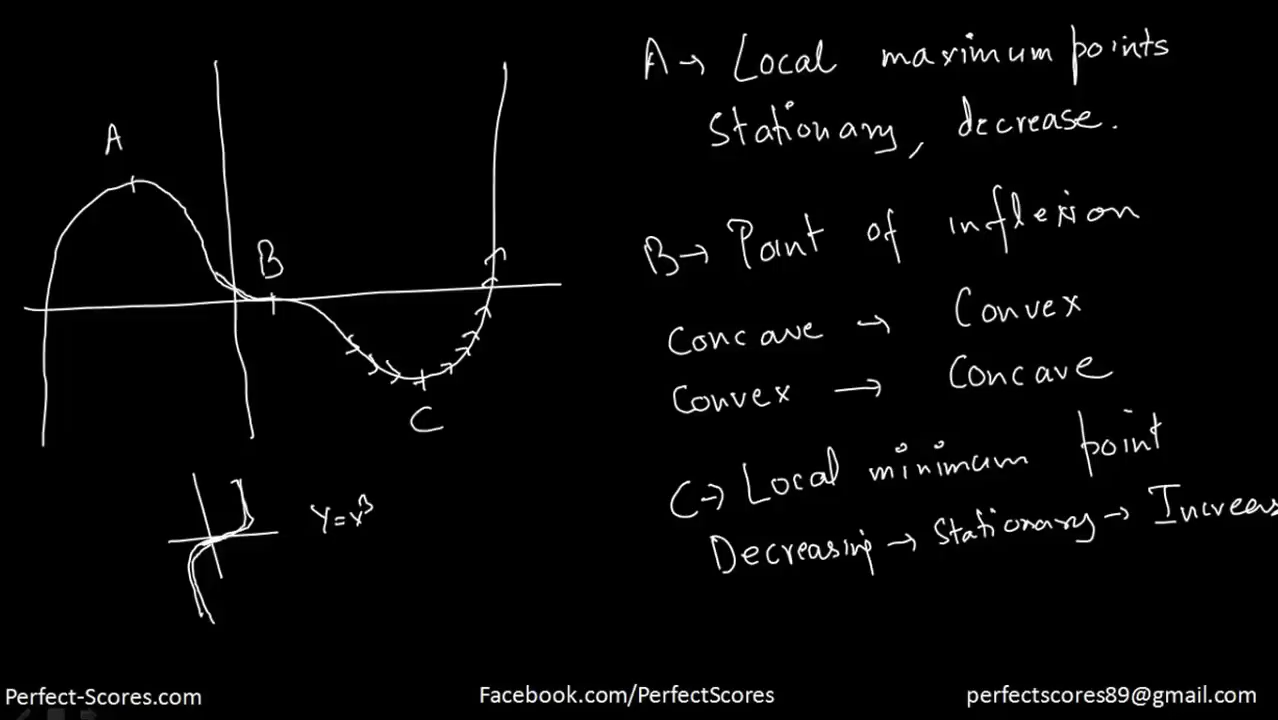 A → Local maximum points
Stationary, decrease.
A
B → Point of inflexion
B
Concave → Convex
Convex → Concave
C
C → Local minimum point
Decreasing → Stationary → Increas
Y=x³
Perfect-Scores.com
Facebook.com/PerfectScores
perfectscores89@gmail.com